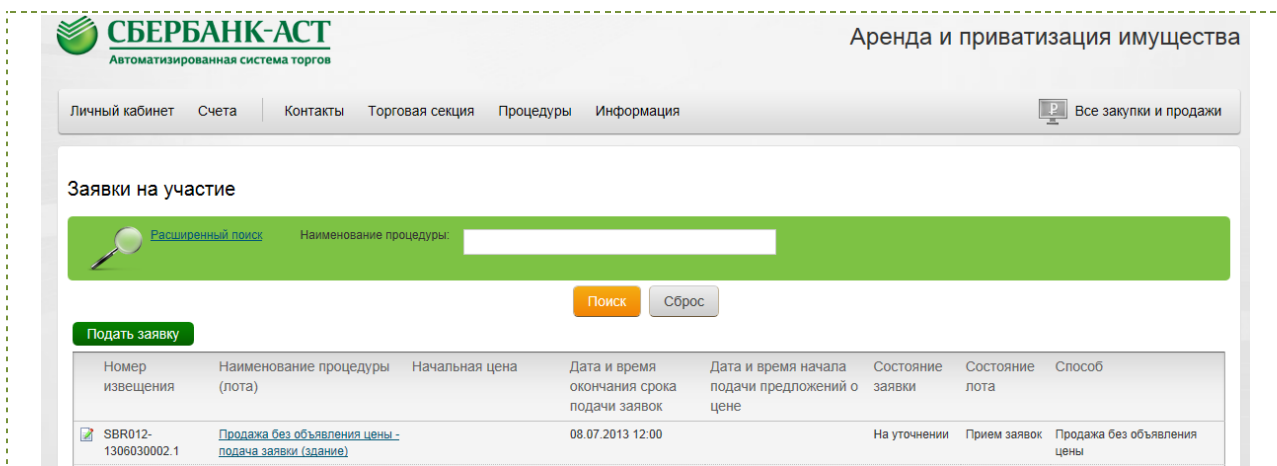 СБЕРБАНК-АСТ
Автоматизированная система торгов
Аренда и приватизация имущества
Личный кабинет Счета Контакты Торговая секция Процедуры Информация Все закупки и продажи
Заявки на участие
Расширенный поиск Наименование процедуры:
Поиск Сброс
Подать заявку
Номер Наименование процедуры Начальная цена Дата и время Дата и время начала Состояние Состояние Способ
извещения (лота) окончания срока подачи предложений о заявки лота
подачи заявок цене
SBR012- Продажа без объявления цены - 08.07.2013 12:00 На уточнении Прием заявок Продажа без объявления
1306030002.1 подача заявки (здание) цены